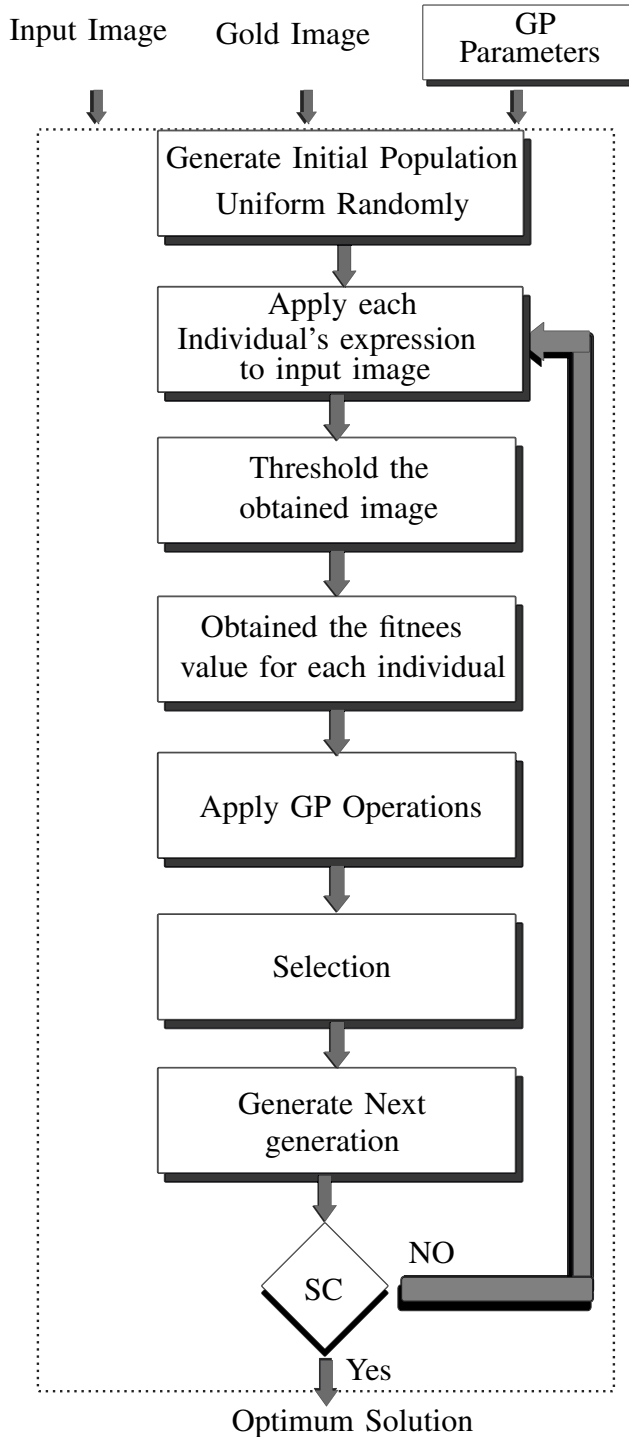 Input Image
Gold Image
GP
Parameters
Generate Initial Population
Uniform Randomly
Apply each
Individual's expression
to input image
Threshold the
obtained image
Obtained the fitnees
value for each individual
Apply GP Operations
Selection
Generate Next
generation
NO
SC
Yes
Optimum Solution